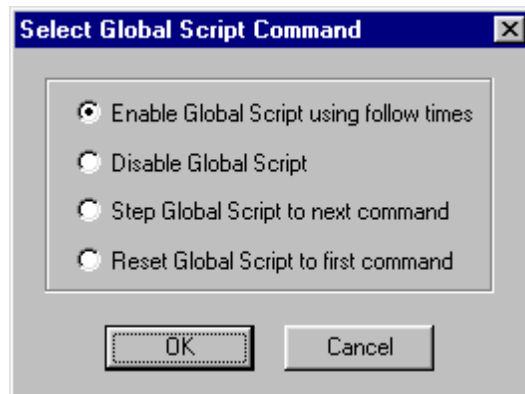 Select Global Script Command
Enable Global Script using follow times
Disable Global Script
Step Global Script to next command
Reset Global Script to first command
OK Cancel